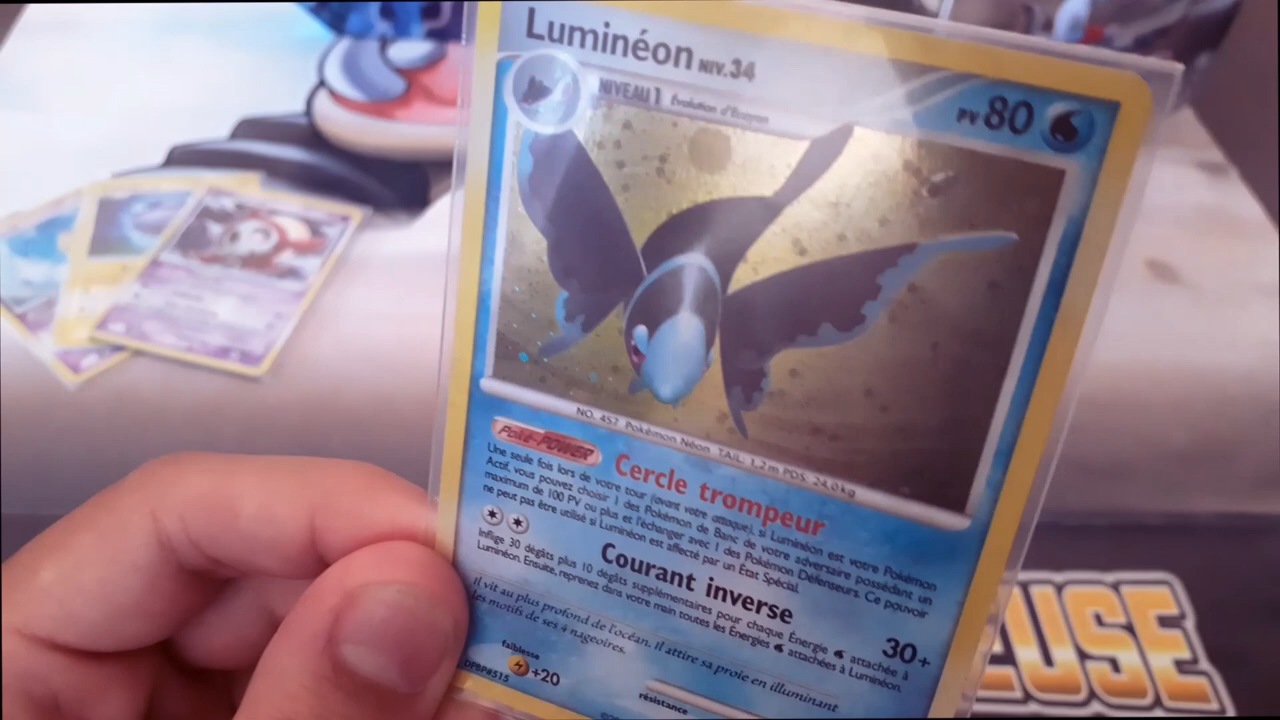 Luminéon NIV.34
NIVEAU 1 Évolution d'Écayon
PV 80
NO. 457 Pokémon Néon TAIL: 1,2 m PDS: 24,0 kg
Poké-POWER Cercle trompeur
Une seule fois lors de votre tour (avant votre attaque), si Luminéon est votre Pokémon
Actif, vous pouvez choisir 1 des Pokémon de Banc de votre adversaire possédant un
maximum de 100 PV ou plus et l'échanger avec 1 des Pokémon Défenseurs. Ce pouvoir
ne peut pas être utilisé si Luminéon est affecté par un État Spécial.
Courant inverse
30+
Inflige 30 dégâts plus 10 dégâts supplémentaires pour chaque Énergie attachée à
Luminéon. Ensuite, reprenez dans votre main toutes les Énergies attachées à Luminéon.
Il vit au plus profond de l'océan. Il attire sa proie en illuminant
les motifs de ses 4 nageoires.
faiblesse
+20
résistance
DPBP#515
EUSE